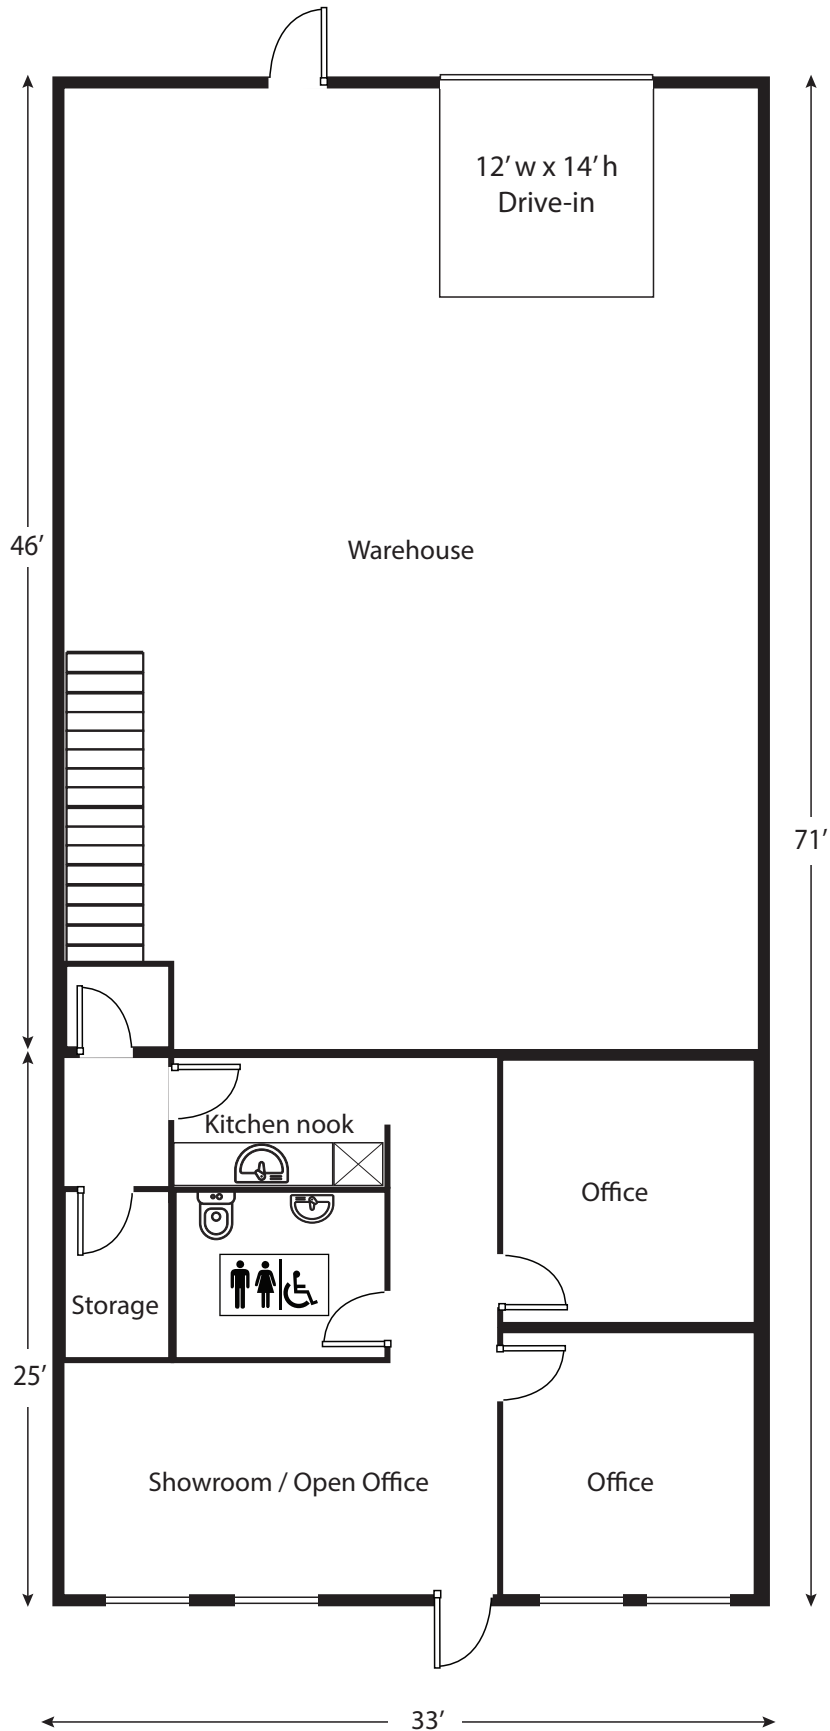 12’ w x 14’ h
Drive-in
46’
Warehouse
71’
Kitchen nook
Office
Storage
25’
Showroom / Open Office
Office
33’